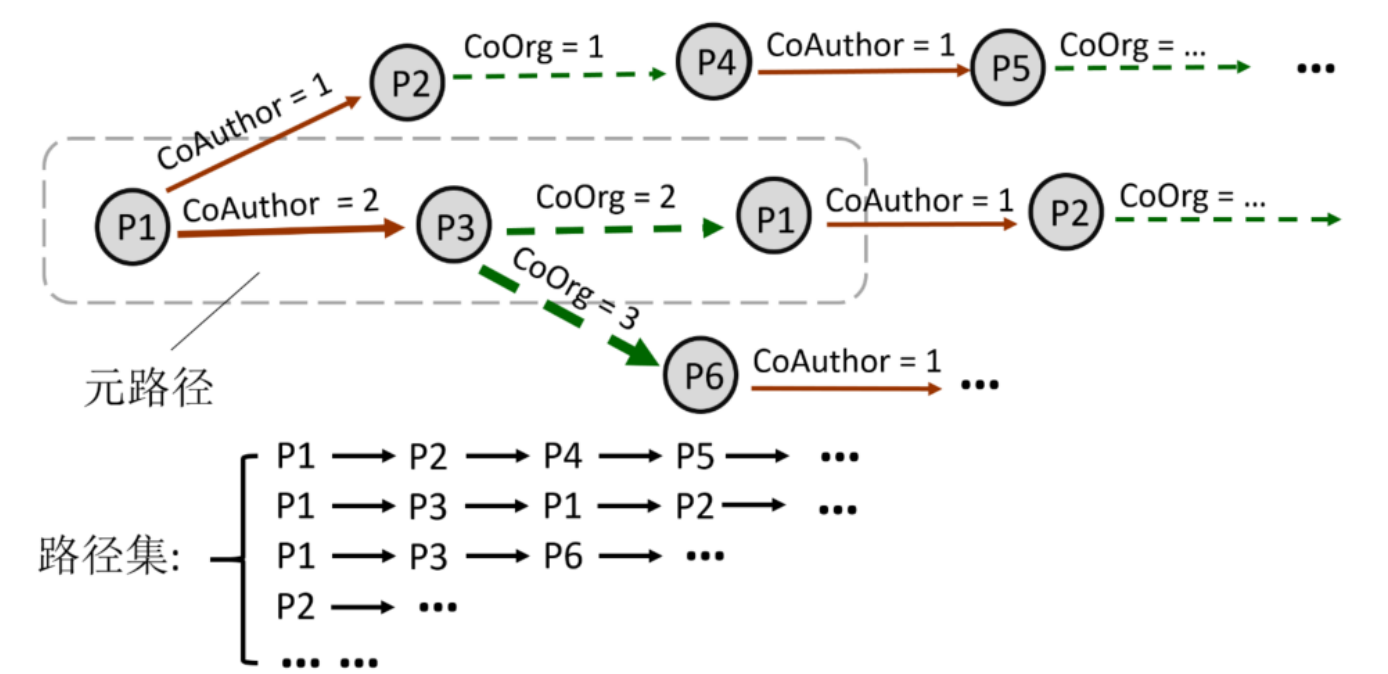 CoOrg = 1
CoAuthor = 1
CoOrg = ...
P2
P4
P5
...
CoAuthor = 1
CoAuthor = 2
CoOrg = 2
CoAuthor = 1
CoOrg = ...
P1
P3
P1
P2
CoOrg = 3
元路径
P6
CoAuthor = 1
...
P1 → P2 → P4 → P5 → ...
P1 → P3 → P1 → P2 → ...
路径集:
P1 → P3 → P6 → ...
P2 → ...
... ...